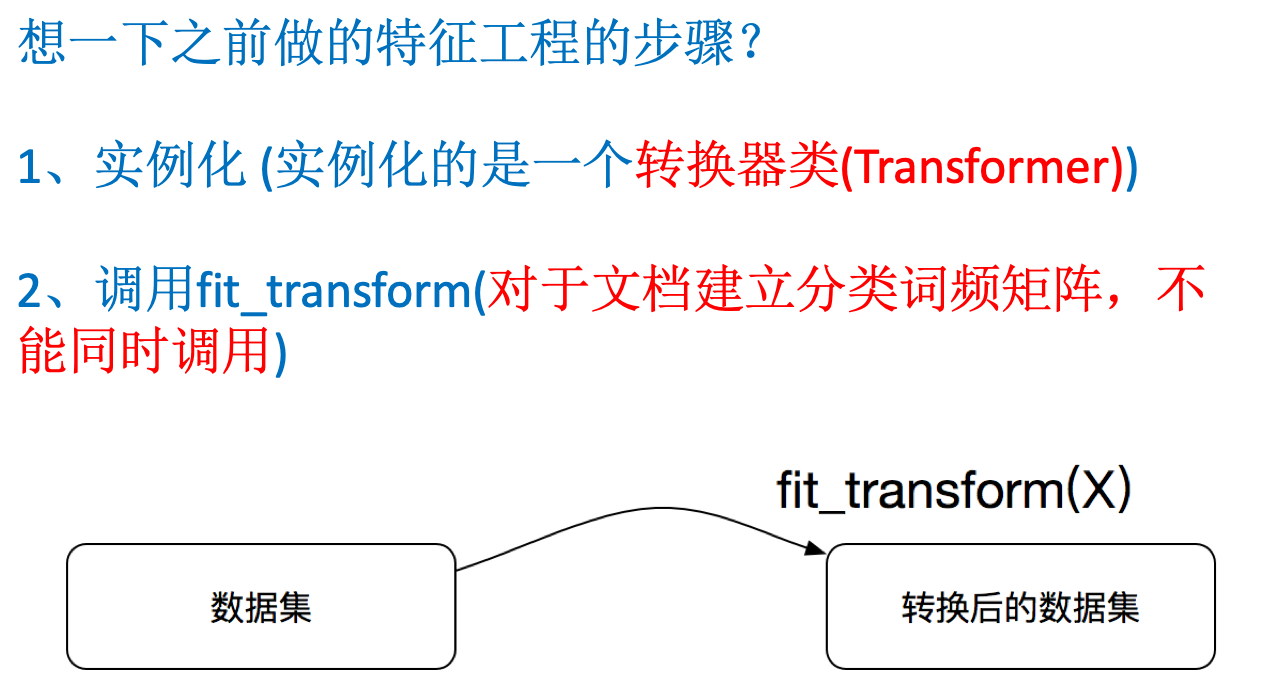 想一下之前做的特征工程的步骤？
1、实例化 (实例化的是一个转换器类(Transformer))
2、调用fit_transform(对于文档建立分类词频矩阵，不
能同时调用)
fit_transform(X)
数据集
转换后的数据集